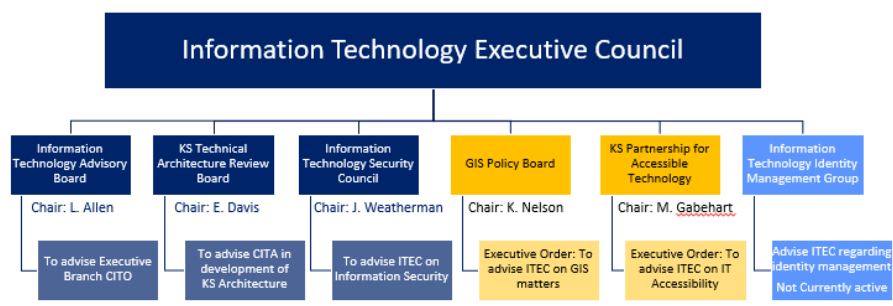 Information Technology Executive Council
Information
Technology Advisory
Board
KS Technical
Architecture Review
Board
Information
Technology Security
Council
GIS Policy Board
KS Partnership for
Accessible
Technology
Information
Technology Identity
Management Group
Chair: L. Allen
Chair: E. Davis
Chair: J. Weatherman
Chair: K. Nelson
Chair: M. Gabehart
To advise Executive
Branch CITO
To advise CITA in
development of
KS Architecture
To advise ITEC on
Information Security
Executive Order: To
advise ITEC on GIS
matters
Executive Order: To
advise ITEC on IT
Accessibility
Advise ITEC regarding
identity management
Not Currently active